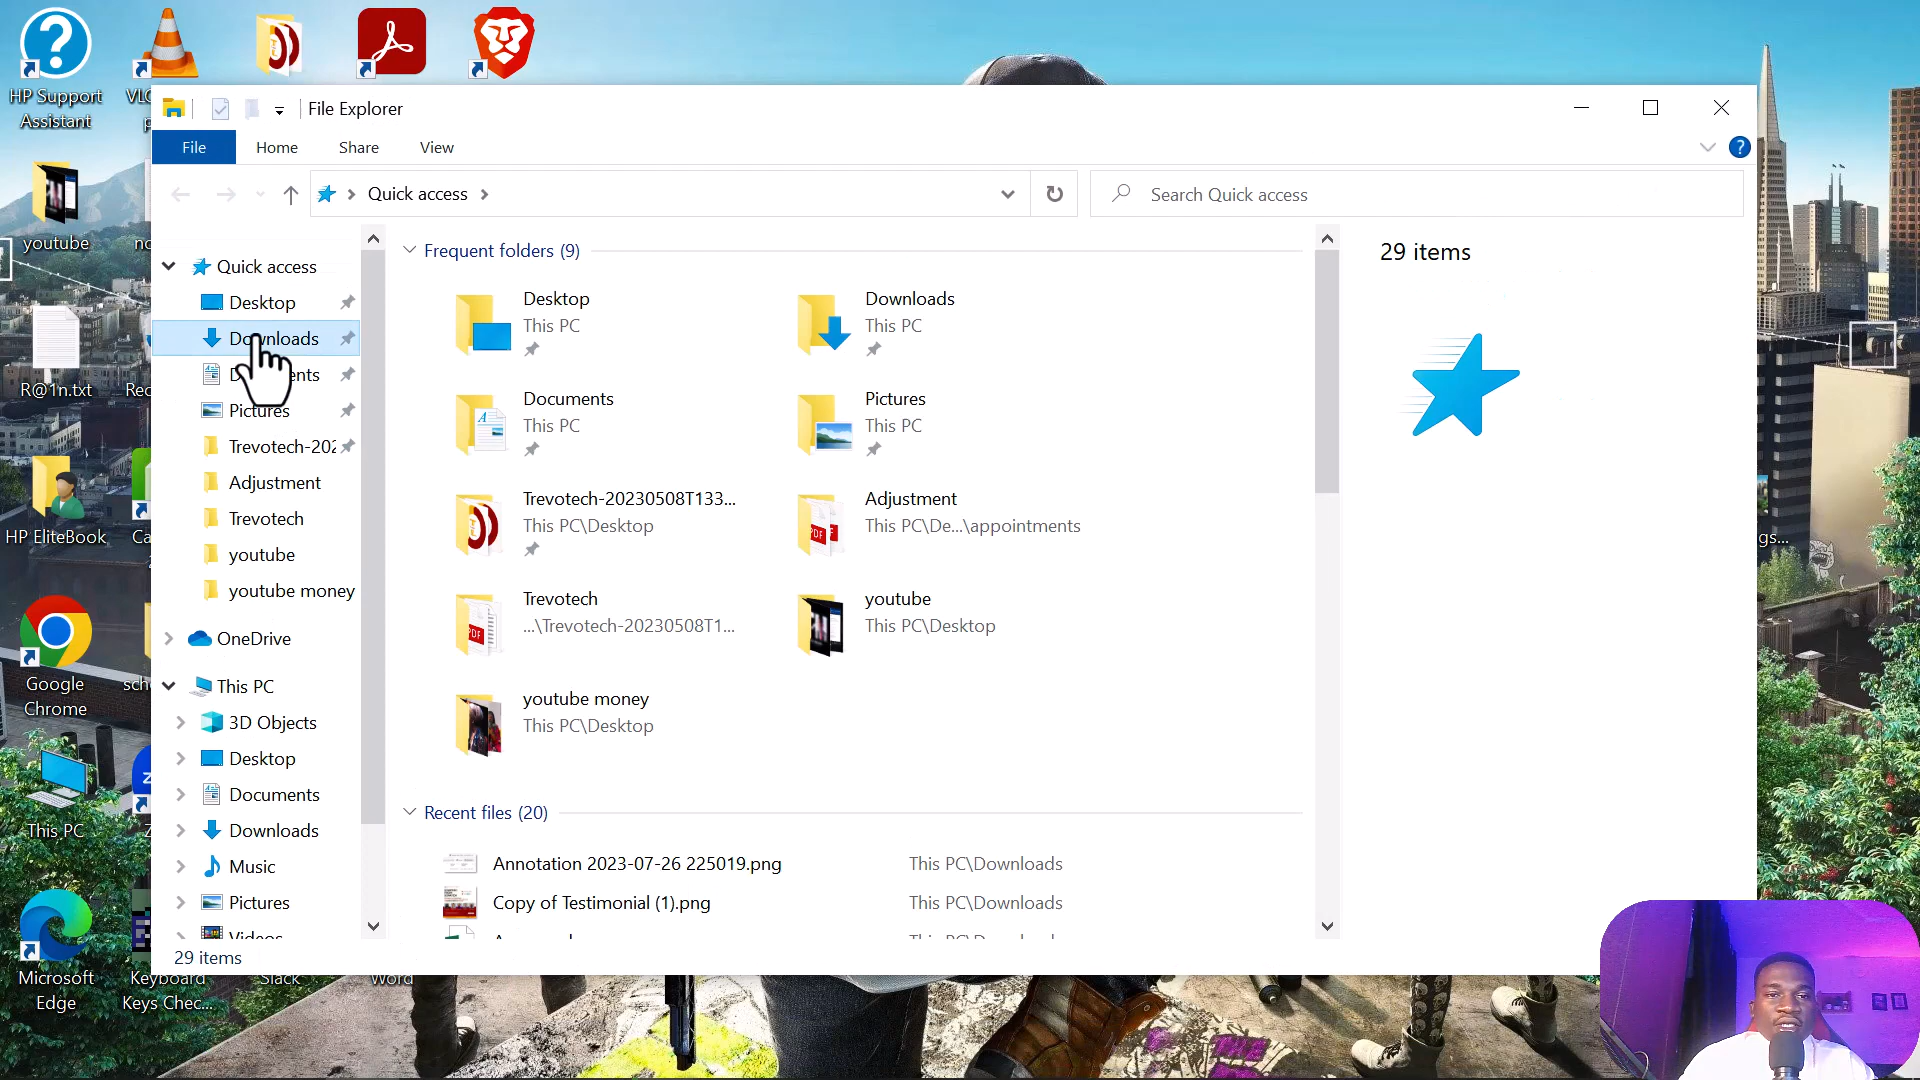 HP Support
Assistant
VLC
youtube
R@1n.txt
HP EliteBook
Google
Chrome
This PC
Microsoft
Edge
Keyboard
Keys Chec...
Slack
Word
gs...
File Explorer
File
Home
Share
View
?
Quick access
Search Quick access
Quick access
Desktop
Downloads
Pictures
Trevotech-202
Adjustment
Trevotech
youtube
youtube money
OneDrive
This PC
3D Objects
Desktop
Documents
Downloads
Music
Pictures
Videos
29 items
Frequent folders (9)
Desktop
This PC
Downloads
This PC
Documents
This PC
Pictures
This PC
Trevotech-20230508T133...
This PC\Desktop
Adjustment
This PC\De...\appointments
Trevotech
...\Trevotech-20230508T1...
youtube
This PC\Desktop
youtube money
This PC\Desktop
Recent files (20)
Annotation 2023-07-26 225019.png
This PC\Downloads
Copy of Testimonial (1).png
This PC\Downloads
29 items